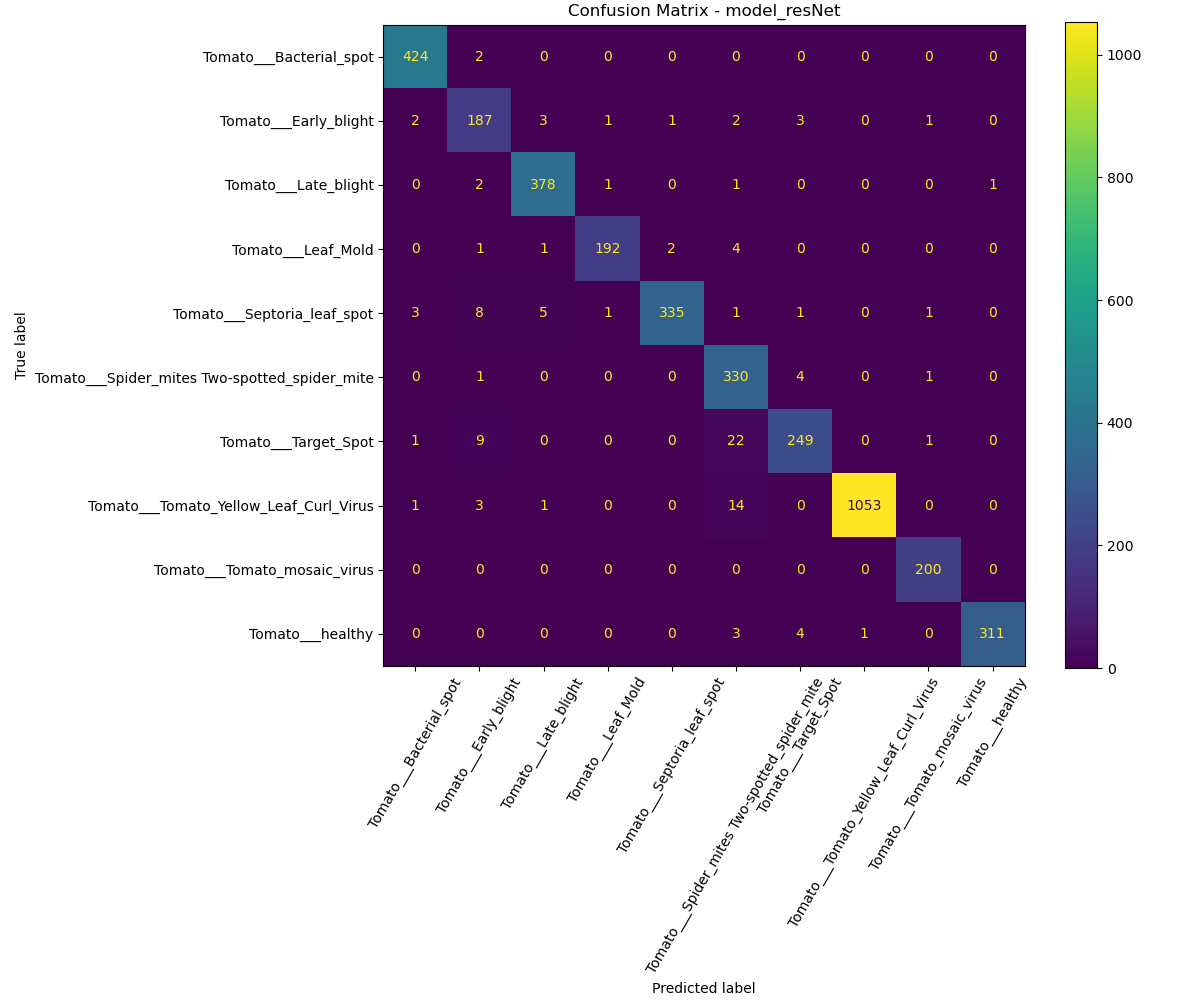 Confusion Matrix - model_resNet
True label
Tomato___Bacterial_spot 424 2 0 0 0 0 0 0 0 0
Tomato___Early_blight 2 187 3 1 1 2 3 0 1 0
Tomato___Late_blight 0 2 378 1 0 1 0 0 0 1
Tomato___Leaf_Mold 0 1 1 192 2 4 0 0 0 0
Tomato___Septoria_leaf_spot 3 8 5 1 335 1 1 0 1 0
Tomato___Spider_mites Two-spotted_spider_mite 0 1 0 0 0 330 4 0 1 0
Tomato___Target_Spot 1 9 0 0 0 22 249 0 1 0
Tomato___Tomato_Yellow_Leaf_Curl_Virus 1 3 1 0 0 14 0 1053 0 0
Tomato___Tomato_mosaic_virus 0 0 0 0 0 0 0 0 200 0
Tomato___healthy 0 0 0 0 0 3 4 1 0 311
Tomato___Bacterial_spot
Tomato___Early_blight
Tomato___Late_blight
Tomato___Leaf_Mold
Tomato___Septoria_leaf_spot
Tomato___Spider_mites Two-spotted_spider_mite
Tomato___Target_Spot
Tomato___Tomato_Yellow_Leaf_Curl_Virus
Tomato___Tomato_mosaic_virus
Tomato___healthy
Predicted label
1000
800
600
400
200
0